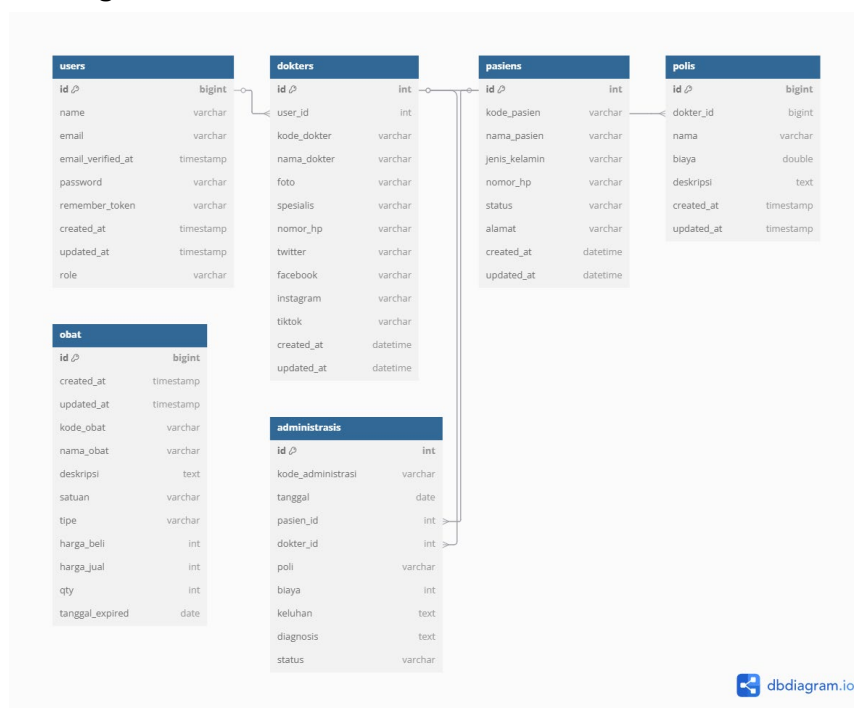 users
id bigint
name varchar
email varchar
email_verified_at timestamp
password varchar
remember_token varchar
created_at timestamp
updated_at timestamp
role varchar
dokters
id int
user_id int
kode_dokter varchar
nama_dokter varchar
foto varchar
spesialis varchar
nomor_hp varchar
twitter varchar
facebook varchar
instagram varchar
tiktok varchar
created_at datetime
updated_at datetime
pasiens
id int
kode_pasien varchar
nama_pasien varchar
jenis_kelamin varchar
nomor_hp varchar
status varchar
alamat varchar
created_at datetime
updated_at datetime
polis
id bigint
dokter_id bigint
nama varchar
biaya double
deskripsi text
created_at timestamp
updated_at timestamp
obat
id bigint
created_at timestamp
updated_at timestamp
kode_obat varchar
nama_obat varchar
deskripsi text
satuan varchar
tipe varchar
harga_beli int
harga_jual int
qty int
tanggal_expired date
administrasis
id int
kode_administrasi varchar
tanggal date
pasien_id int
dokter_id int
poli varchar
biaya int
keluhan text
diagnosis text
status varchar
dbdiagram.io